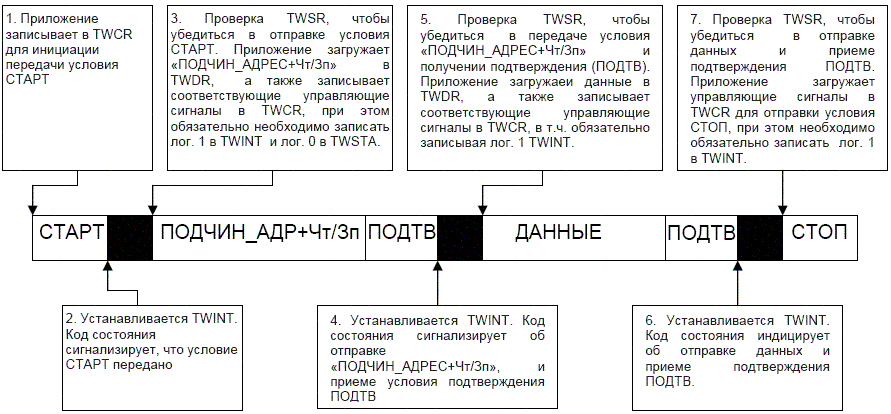 1. Приложение
записывает в TWCR
для инициации
передачи условия
СТАРТ
3. Проверка TWSR, чтобы
убедиться в отправке условия
СТАРТ. Приложение загружает
«ПОДЧИН_АДРЕС+Чт/Зп» в
TWDR, а также записывает
соответствующие управляющие
сигналы в TWCR, при этом
обязательно необходимо записать
лог. 1 в TWINT и лог. 0 в TWSTA.
5. Проверка TWSR, чтобы
убедиться в передаче условия
«ПОДЧИН_АДРЕС+Чт/Зп» и
получении подтверждения (ПОДТВ).
Приложение загружаеи данные в
TWDR, а также записывает
соответствующие управляющие
сигналы в TWCR, в т.ч. обязательно
записывая лог. 1 TWINT.
7. Проверка TWSR, чтобы
убедиться в отправке
данных и приеме
подтверждения ПОДТВ.
Приложение загружает
управляющие сигналы в
TWCR для отправки условия
СТОП, при этом необходимо
обязательно записать лог. 1
в TWINT.
СТАРТ ПОДЧИН_АДР+Чт/Зп ПОДТВ ДАННЫЕ ПОДТВ СТОП
2. Устанавливается TWINT.
Код состояния
сигнализирует, что условие
СТАРТ передано
4. Устанавливается TWINT. Код
состояния сигнализирует об
отправке
«ПОДЧИН_АДРЕС+Чт/Зп», и
приеме условия подтверждения
ПОДТВ
6. Устанавливается TWINT.
Код состояния индицирует
об отправке данных и
приеме подтверждения
ПОДТВ.